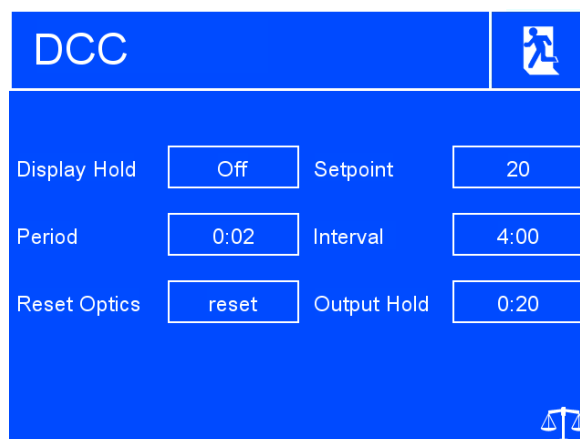 DCC
Display Hold Off Setpoint 20
Period 0:02 Interval 4:00
Reset Optics reset Output Hold 0:20